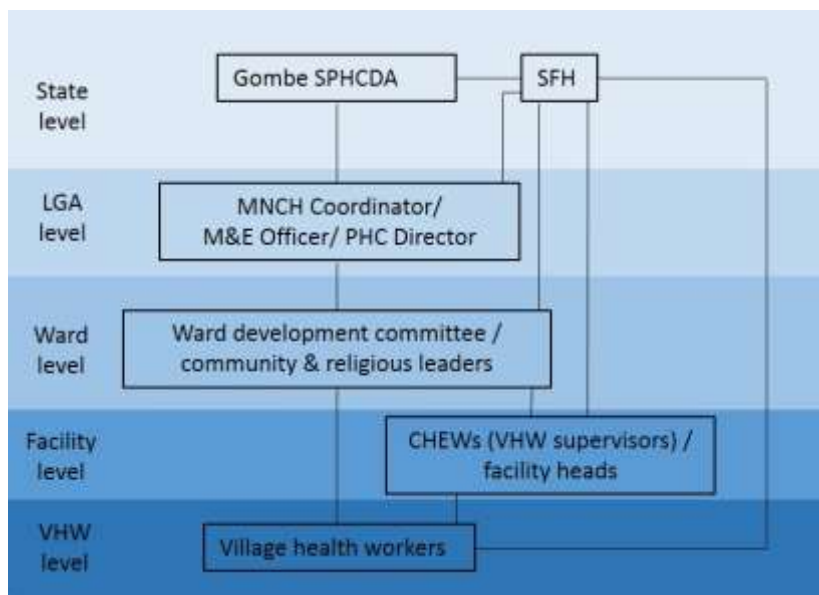 State
level
Gombe SPHCDA
SFH
LGA
level
MNCH Coordinator/
M&E Officer/ PHC Director
Ward
level
Ward development committee /
community & religious leaders
Facility
level
CHEWs (VHW supervisors) /
facility heads
VHW
level
Village health workers